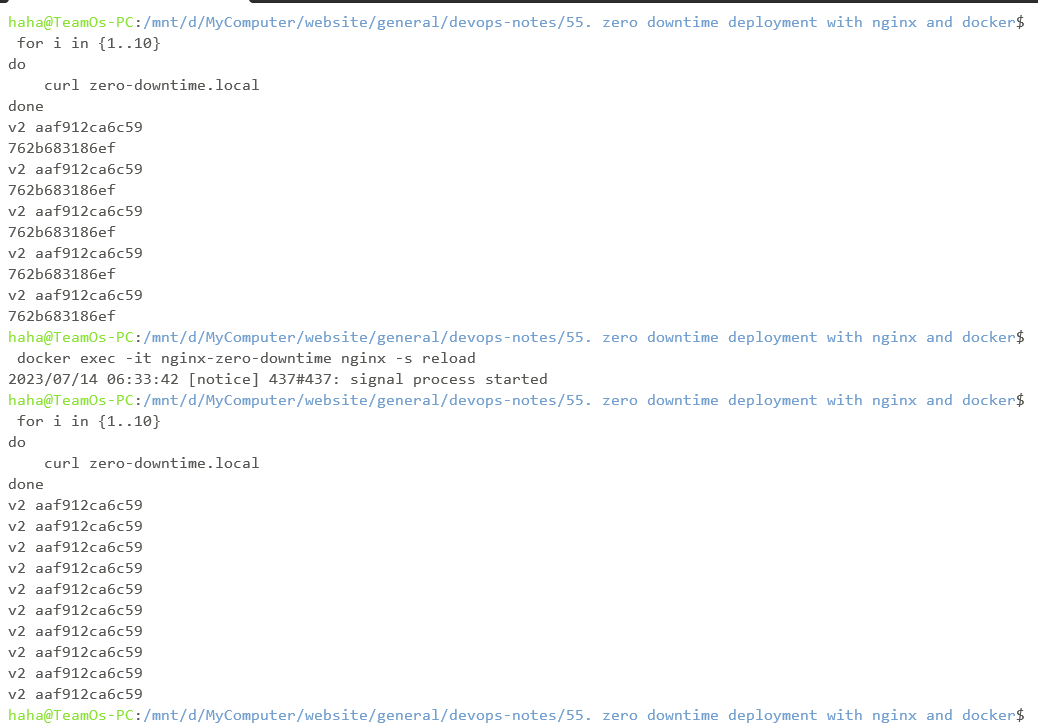 haha@TeamOs-PC:/mnt/d/MyComputer/website/general/devops-notes/55. zero downtime deployment with nginx and docker$
for i in {1..10}
do
curl zero-downtime.local
done
v2 aaf912ca6c59
762b683186ef
v2 aaf912ca6c59
762b683186ef
v2 aaf912ca6c59
762b683186ef
v2 aaf912ca6c59
762b683186ef
v2 aaf912ca6c59
762b683186ef
haha@TeamOs-PC:/mnt/d/MyComputer/website/general/devops-notes/55. zero downtime deployment with nginx and docker$
docker exec -it nginx-zero-downtime nginx -s reload
2023/07/14 06:33:42 [notice] 437#437: signal process started
haha@TeamOs-PC:/mnt/d/MyComputer/website/general/devops-notes/55. zero downtime deployment with nginx and docker$
for i in {1..10}
do
curl zero-downtime.local
done
v2 aaf912ca6c59
v2 aaf912ca6c59
v2 aaf912ca6c59
v2 aaf912ca6c59
v2 aaf912ca6c59
v2 aaf912ca6c59
v2 aaf912ca6c59
v2 aaf912ca6c59
v2 aaf912ca6c59
v2 aaf912ca6c59
haha@TeamOs-PC:/mnt/d/MyComputer/website/general/devops-notes/55. zero downtime deployment with nginx and docker$